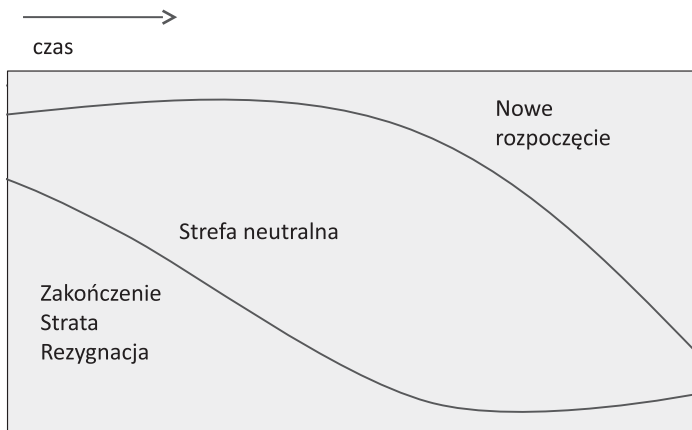 czas
Nowe
rozpoczęcie
Strefa neutralna
Zakończenie
Strata
Rezygnacja